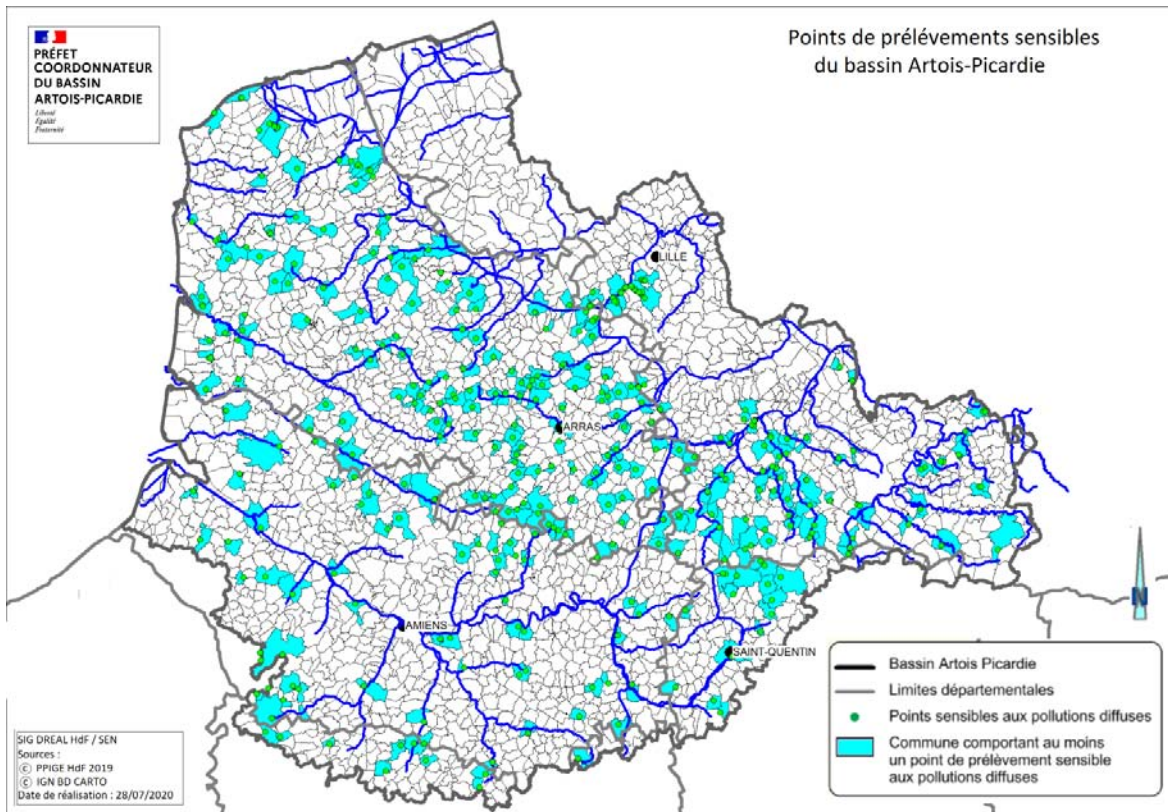 PRÉFET
COORDONNATEUR
DU BASSIN
ARTOIS-PICARDIE
Liberté
Égalité
Fraternité
Points de prélévements sensibles
du bassin Artois-Picardie
LILLE
ARRAS
AMIENS
SAINT-QUENTIN
N
Bassin Artois Picardie
Limites départementales
Points sensibles aux pollutions diffuses
Commune comportant au moins
un point de prélèvement sensible
aux pollutions diffuses
SIG DREAL HdF / SEN
Sources :
© PPIGE HdF 2019
© IGN BD CARTO
Date de réalisation : 28/07/2020